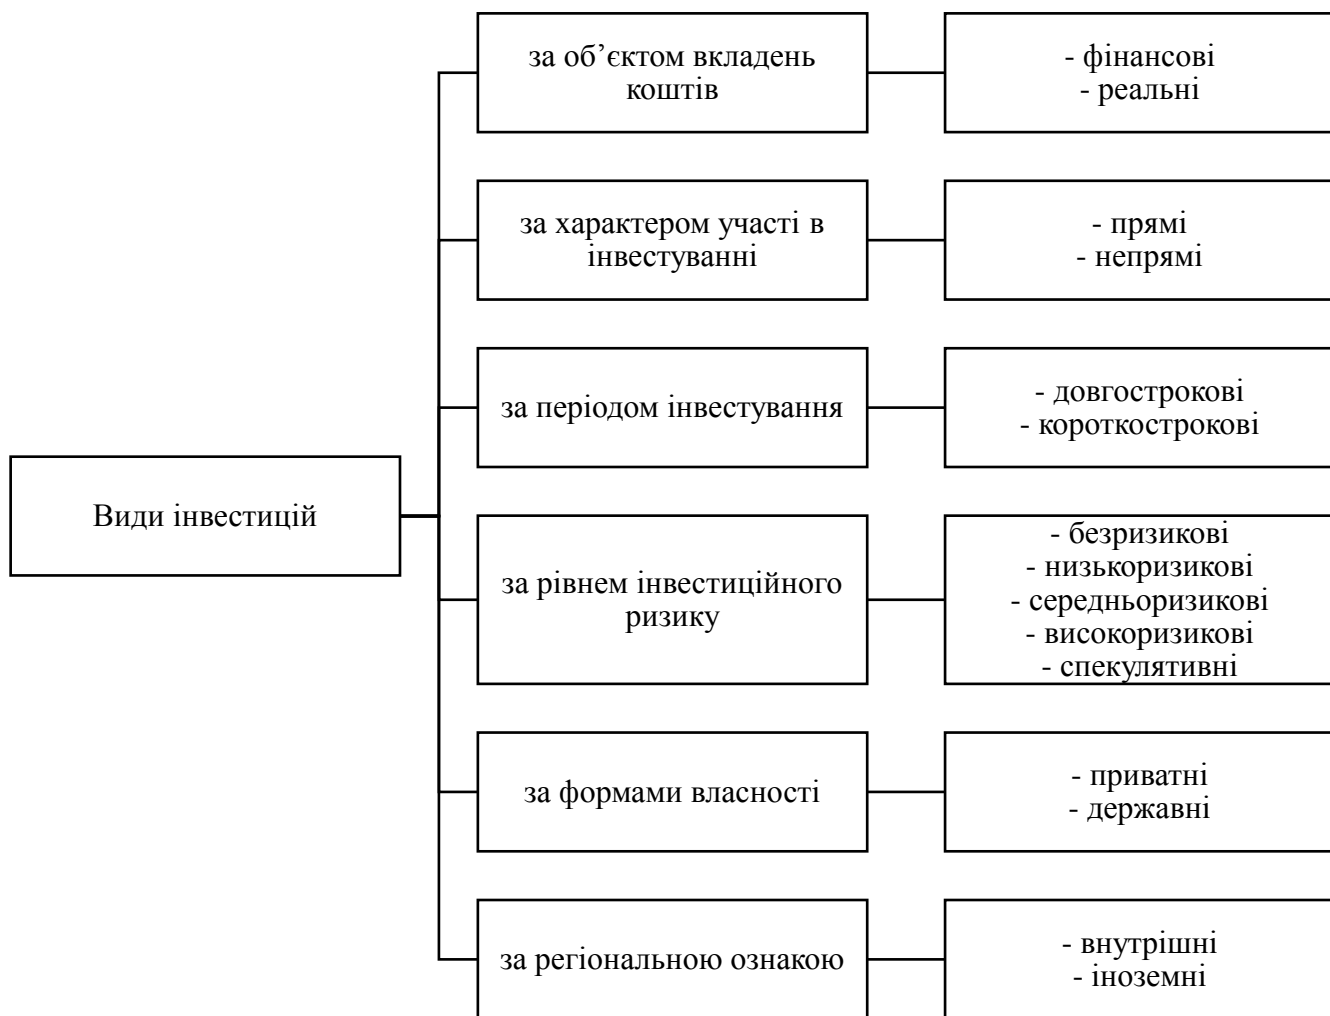 за об’єктом вкладень
коштів
- фінансові
- реальні
за характером участі в
інвестуванні
- прямі
- непрямі
за періодом інвестування
- довгострокові
- короткострокові
Види інвестицій
за рівнем інвестиційного
ризику
- безризикові
- низькоризикові
- середньоризикові
- високоризикові
- спекулятивні
за формами власності
- приватні
- державні
за регіональною ознакою
- внутрішні
- іноземні